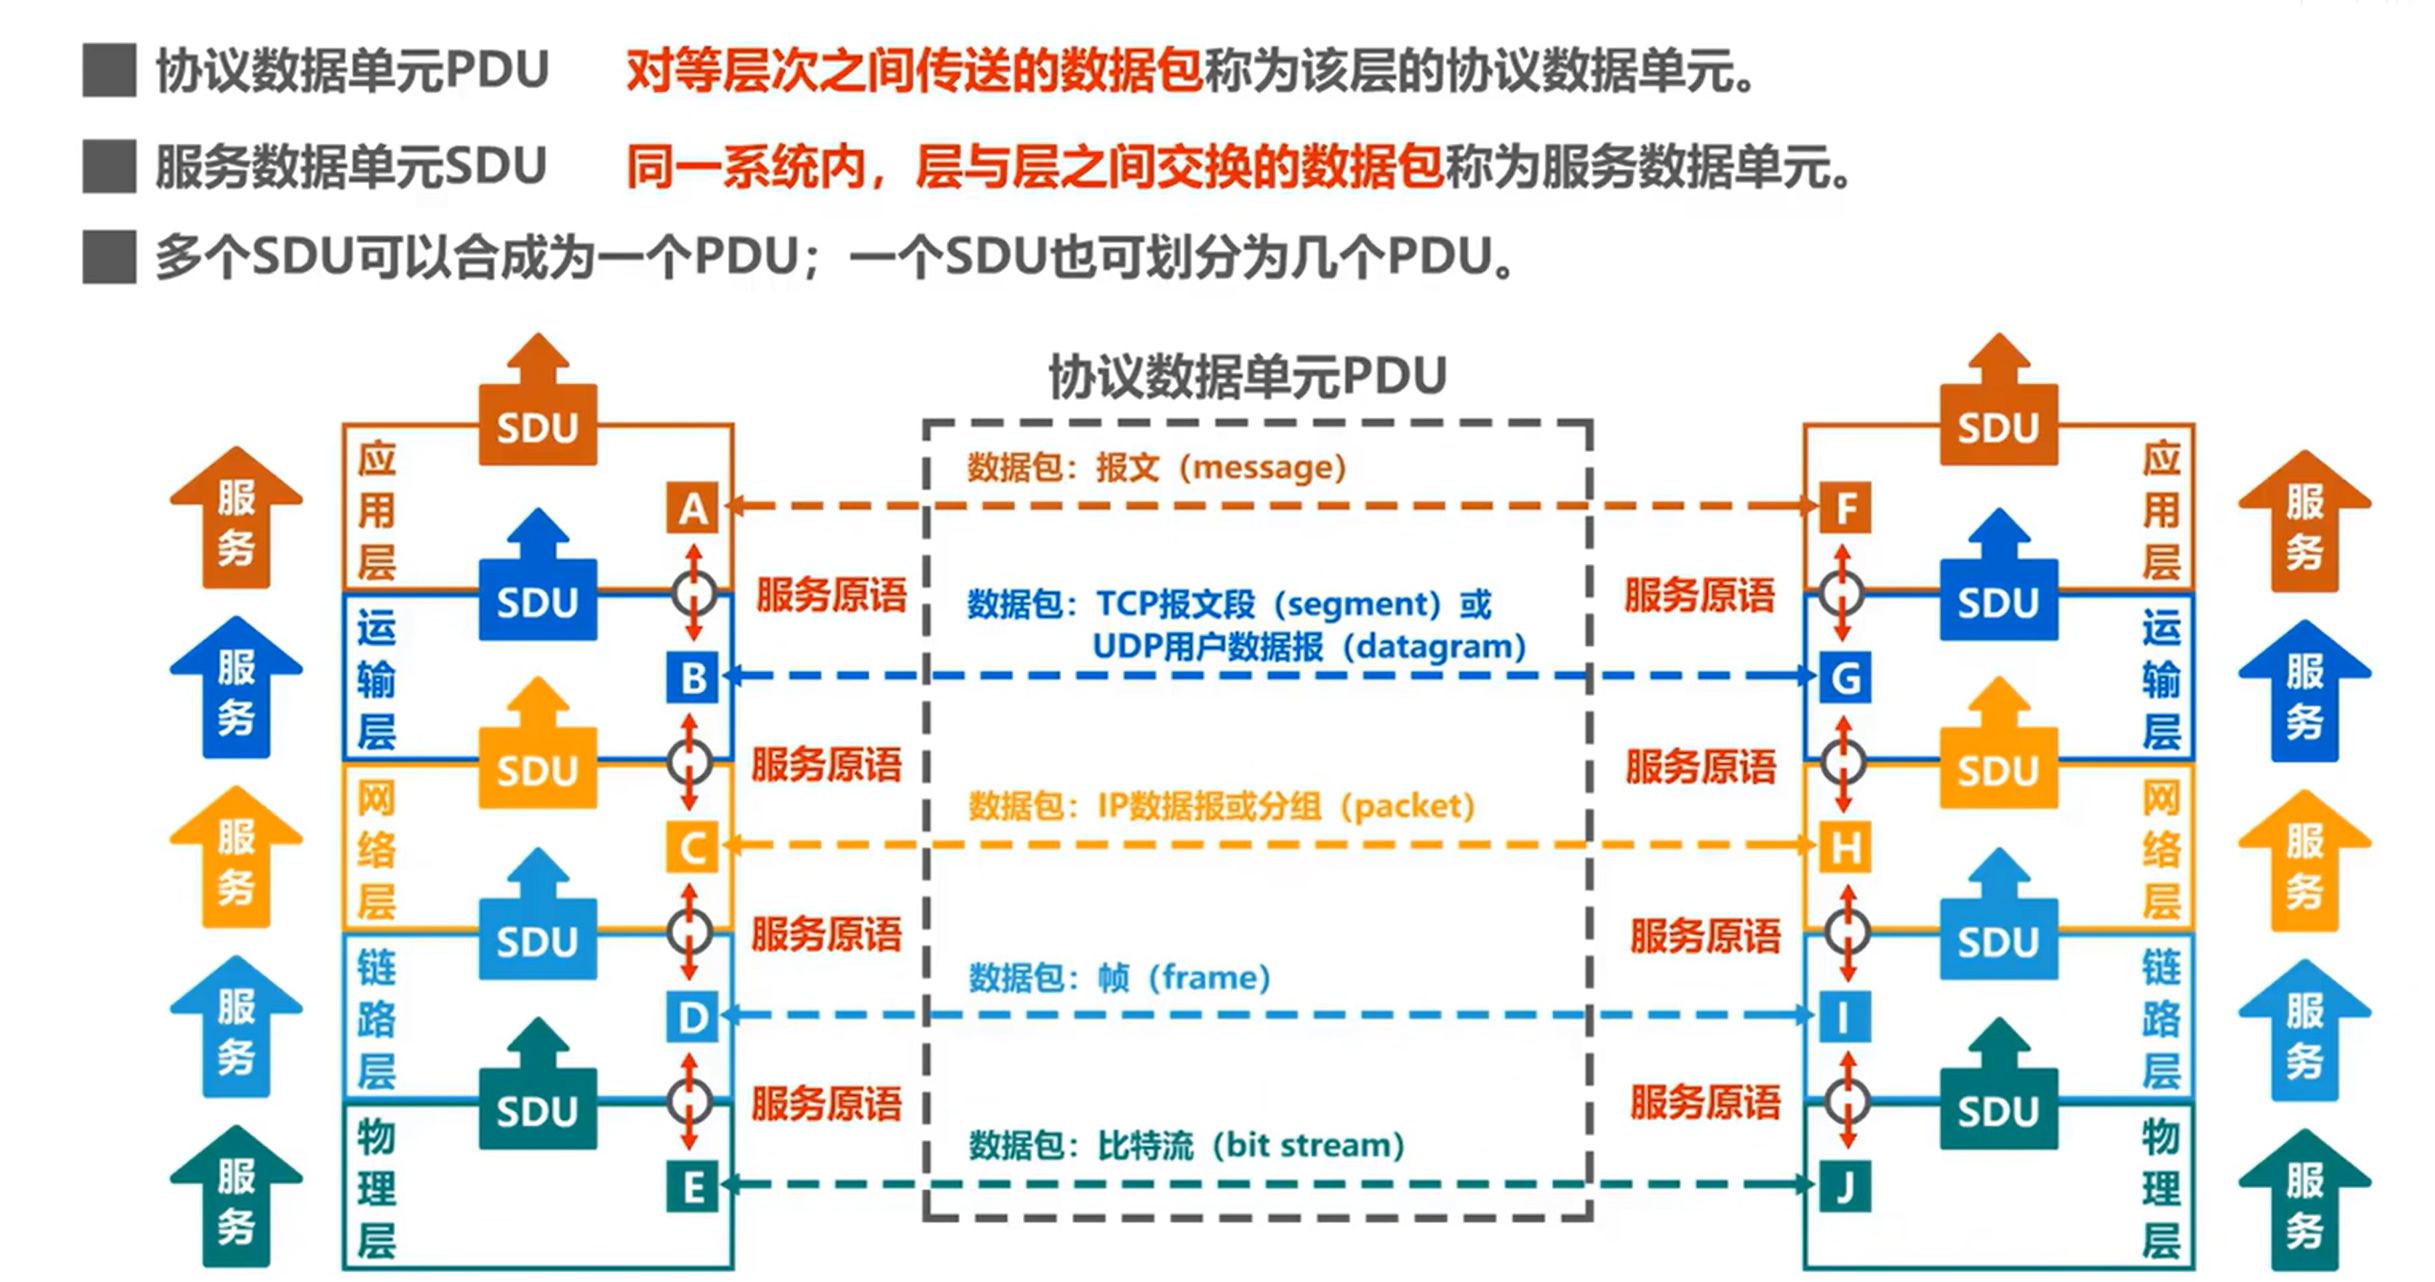 协议数据单元PDU 对等层次之间传送的数据包称为该层的协议数据单元。
服务数据单元SDU 同一系统内，层与层之间交换的数据包称为服务数据单元。
多个SDU可以合成为一个PDU；一个SDU也可划分为几个PDU。
协议数据单元PDU
服务
服务
服务
服务
服务
应用层
运输层
网络层
链路层
物理层
SDU
SDU
SDU
SDU
SDU
A
B
C
D
E
服务原语
服务原语
服务原语
服务原语
数据包：报文（message）
数据包：TCP报文段（segment）或
UDP用户数据报（datagram）
数据包：IP数据报或分组（packet）
数据包：帧（frame）
数据包：比特流（bit stream）
服务原语
服务原语
服务原语
服务原语
F
G
H
I
J
SDU
SDU
SDU
SDU
SDU
应用层
运输层
网络层
链路层
物理层
服务
服务
服务
服务
服务